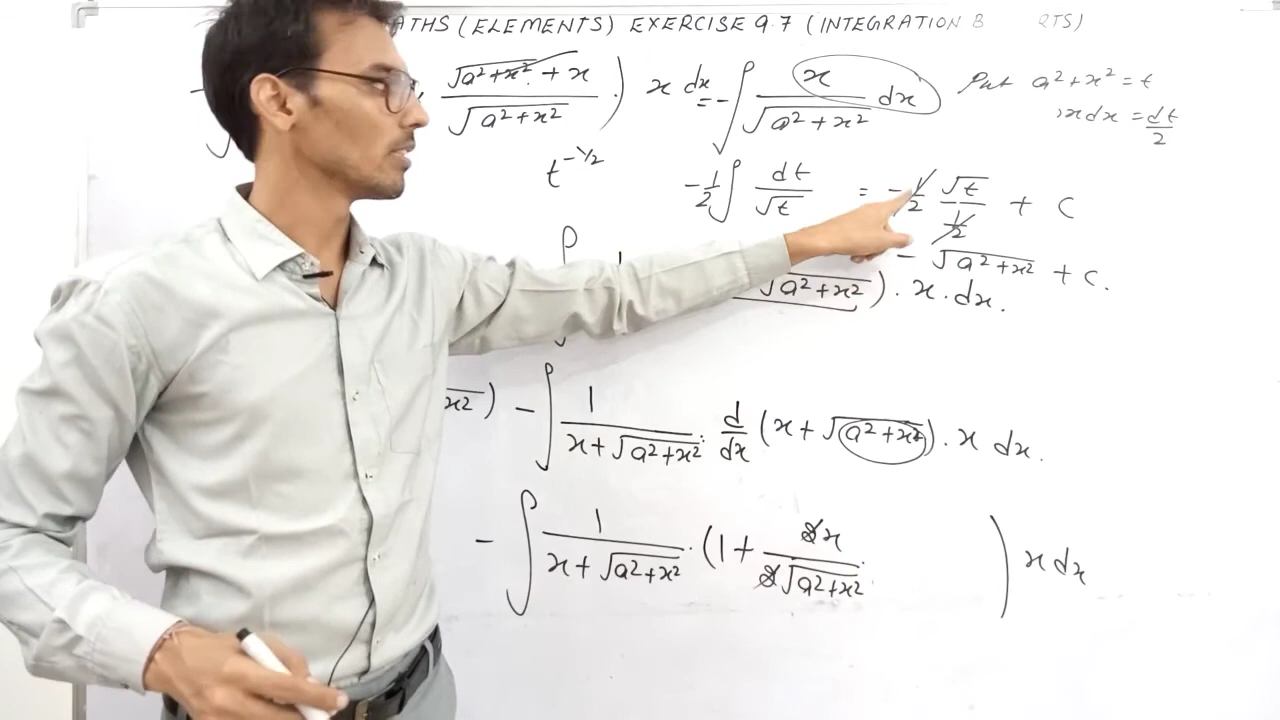 ATHS (ELEMENTS) EXERCISE 9.7 (INTEGRATION B RTS)
, (√(a²+x²) + x)/√(a²+x²) ) x dx = -∫ x/√(a²+x²) dx Put a²+x² = t
x dx = dt/2
t^(-1/2) -1/2 ∫ dt/√t = -1/2 √t/(1/2) + c
- √(a²+x²) + c.
√(a²+x²) ) . x . dx.
x2) - ∫ 1/(x+√(a²+x²)) . d/dx (x + √(a²+x²)) . x dx.
- ∫ 1/(x+√(a²+x²)) . (1 + 2x/(2√(a²+x²)) ) x dx